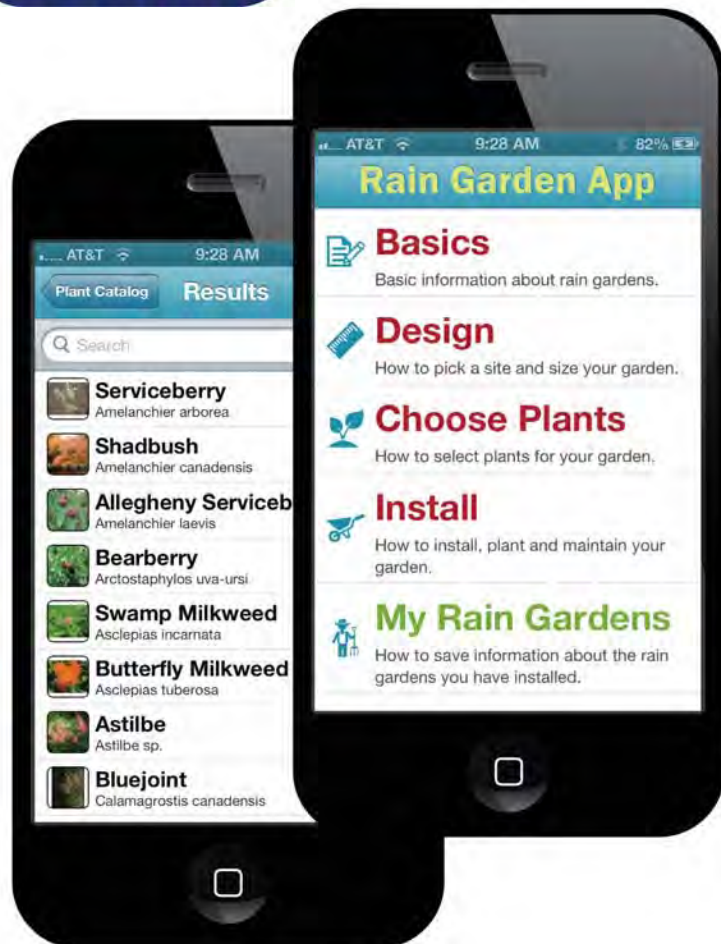 AT&T 9:28 AM
Plant Catalog Results
Search
Serviceberry
Amelanchier arborea
Shadbush
Amelanchier canadensis
Allegheny Serviceb
Amelanchier laevis
Bearberry
Arctostaphylos uva-ursi
Swamp Milkweed
Asclepias incarnata
Butterfly Milkweed
Asclepias tuberosa
Astilbe
Astilbe sp.
Bluejoint
Calamagrostis canadensis
AT&T 9:28 AM 82%
Rain Garden App
Basics
Basic information about rain gardens.
Design
How to pick a site and size your garden.
Choose Plants
How to select plants for your garden.
Install
How to install, plant and maintain your
garden.
My Rain Gardens
How to save information about the rain
gardens you have installed.